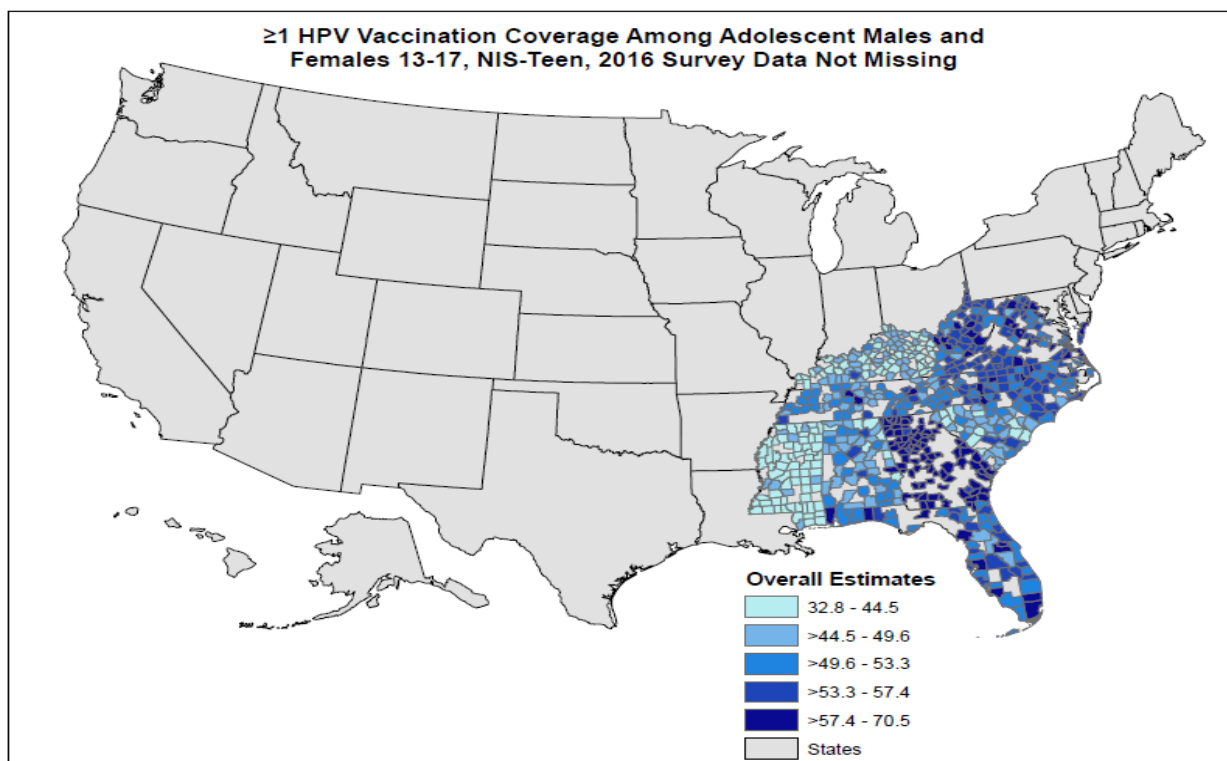 ≥1 HPV Vaccination Coverage Among Adolescent Males and
Females 13-17, NIS-Teen, 2016 Survey Data Not Missing
Overall Estimates
32.8 - 44.5
>44.5 - 49.6
>49.6 - 53.3
>53.3 - 57.4
>57.4 - 70.5
States